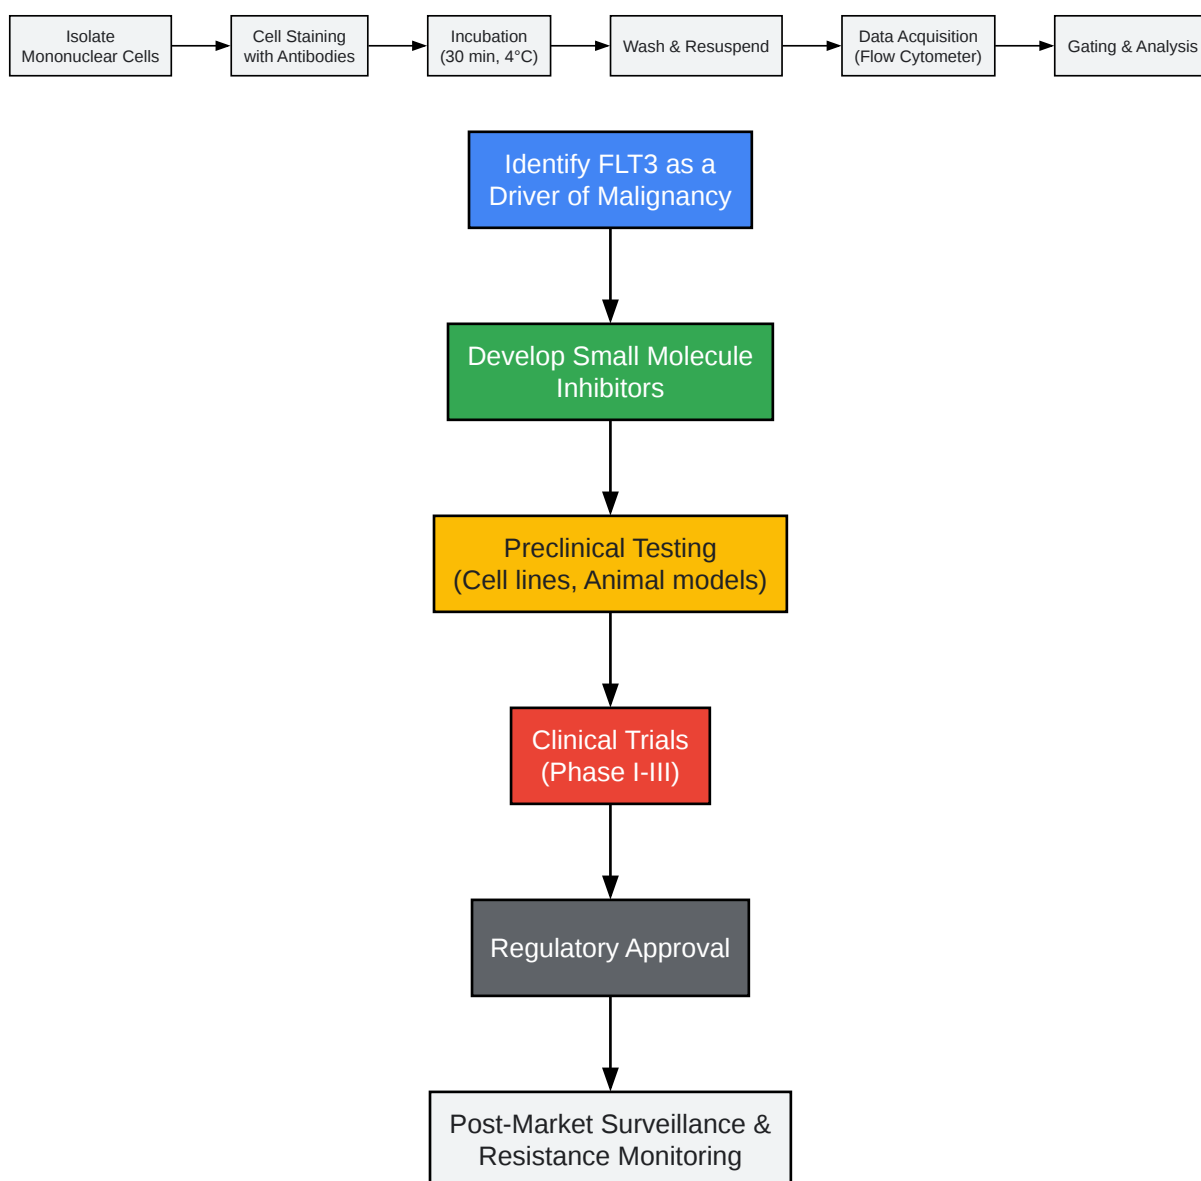 Isolate
Mononuclear Cells
Cell Staining
with Antibodies
Incubation
(30 min, 4°C)
Wash & Resuspend
Data Acquisition
(Flow Cytometer)
Gating & Analysis
Identify FLT3 as a
Driver of Malignancy
Develop Small Molecule
Inhibitors
Preclinical Testing
(Cell lines, Animal models)
Clinical Trials
(Phase I-III)
Regulatory Approval
Post-Market Surveillance &
Resistance Monitoring